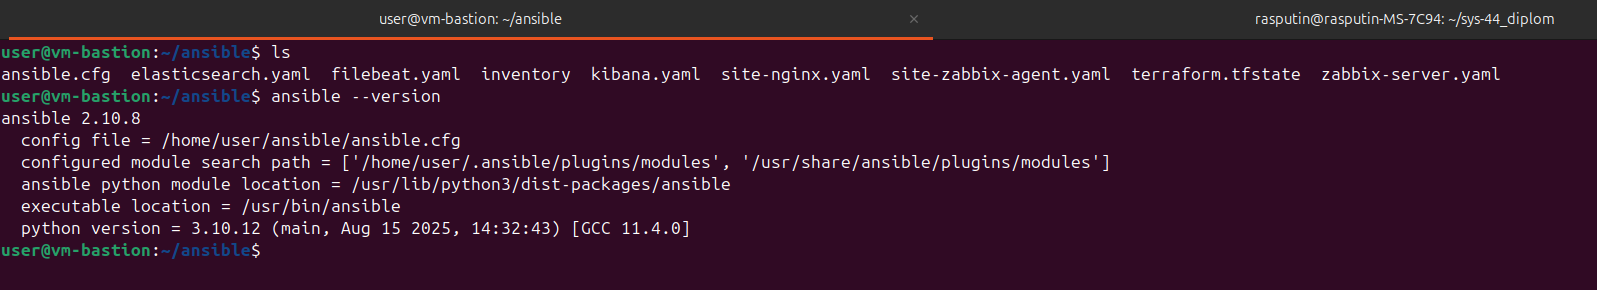 user@vm-bastion: ~/ansible × rasputin@rasputin-MS-7C94: ~/sys-44_diplom
user@vm-bastion:~/ansible$ ls
ansible.cfg  elasticsearch.yaml  filebeat.yaml  inventory  kibana.yaml  site-nginx.yaml  site-zabbix-agent.yaml  terraform.tfstate  zabbix-server.yaml
user@vm-bastion:~/ansible$ ansible --version
ansible 2.10.8
  config file = /home/user/ansible/ansible.cfg
  configured module search path = ['/home/user/.ansible/plugins/modules', '/usr/share/ansible/plugins/modules']
  ansible python module location = /usr/lib/python3/dist-packages/ansible
  executable location = /usr/bin/ansible
  python version = 3.10.12 (main, Aug 15 2025, 14:32:43) [GCC 11.4.0]
user@vm-bastion:~/ansible$